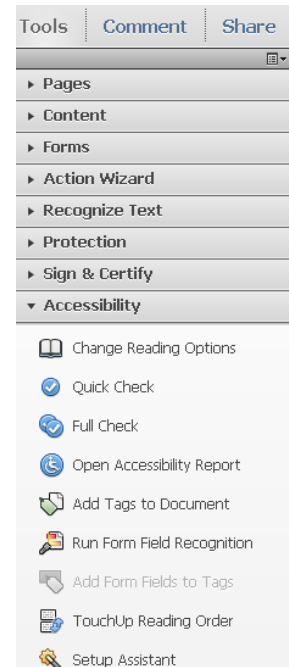 Tools Comment Share
Pages
Content
Forms
Action Wizard
Recognize Text
Protection
Sign & Certify
Accessibility
Change Reading Options
Quick Check
Full Check
Open Accessibility Report
Add Tags to Document
Run Form Field Recognition
Add Form Fields to Tags
TouchUp Reading Order
Setup Assistant